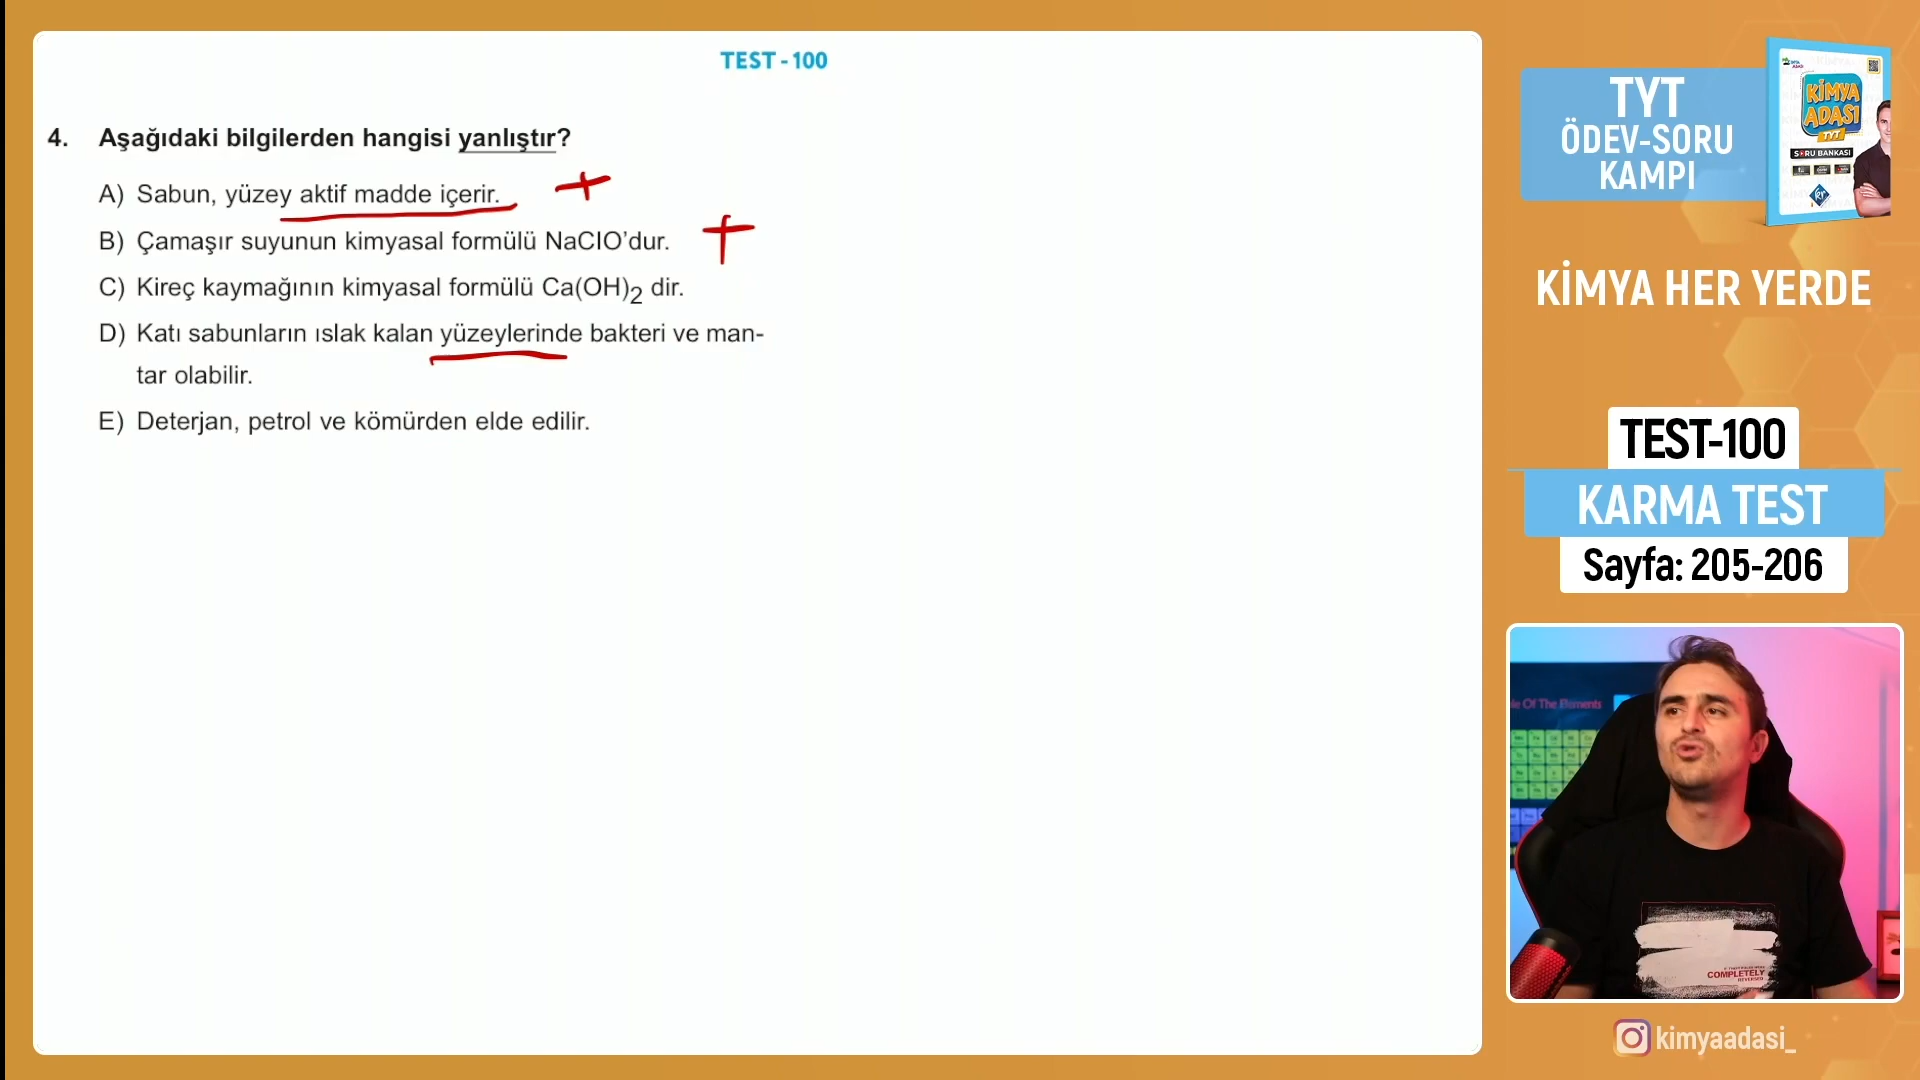 TEST - 100
4. Aşağıdaki bilgilerden hangisi yanlıştır?
A) Sabun, yüzey aktif madde içerir.
B) Çamaşır suyunun kimyasal formülü NaClO’dur.
C) Kireç kaymağının kimyasal formülü Ca(OH)2 dir.
D) Katı sabunların ıslak kalan yüzeylerinde bakteri ve man-
tar olabilir.
E) Deterjan, petrol ve kömürden elde edilir.
TYT
ÖDEV-SORU
KAMPI
KİMYA
ADASI
TYT
SORU BANKASI
KİMYA HER YERDE
TEST-100
KARMA TEST
Sayfa: 205-206
Of The Elements
COMPLETELY
kimyaadasi_